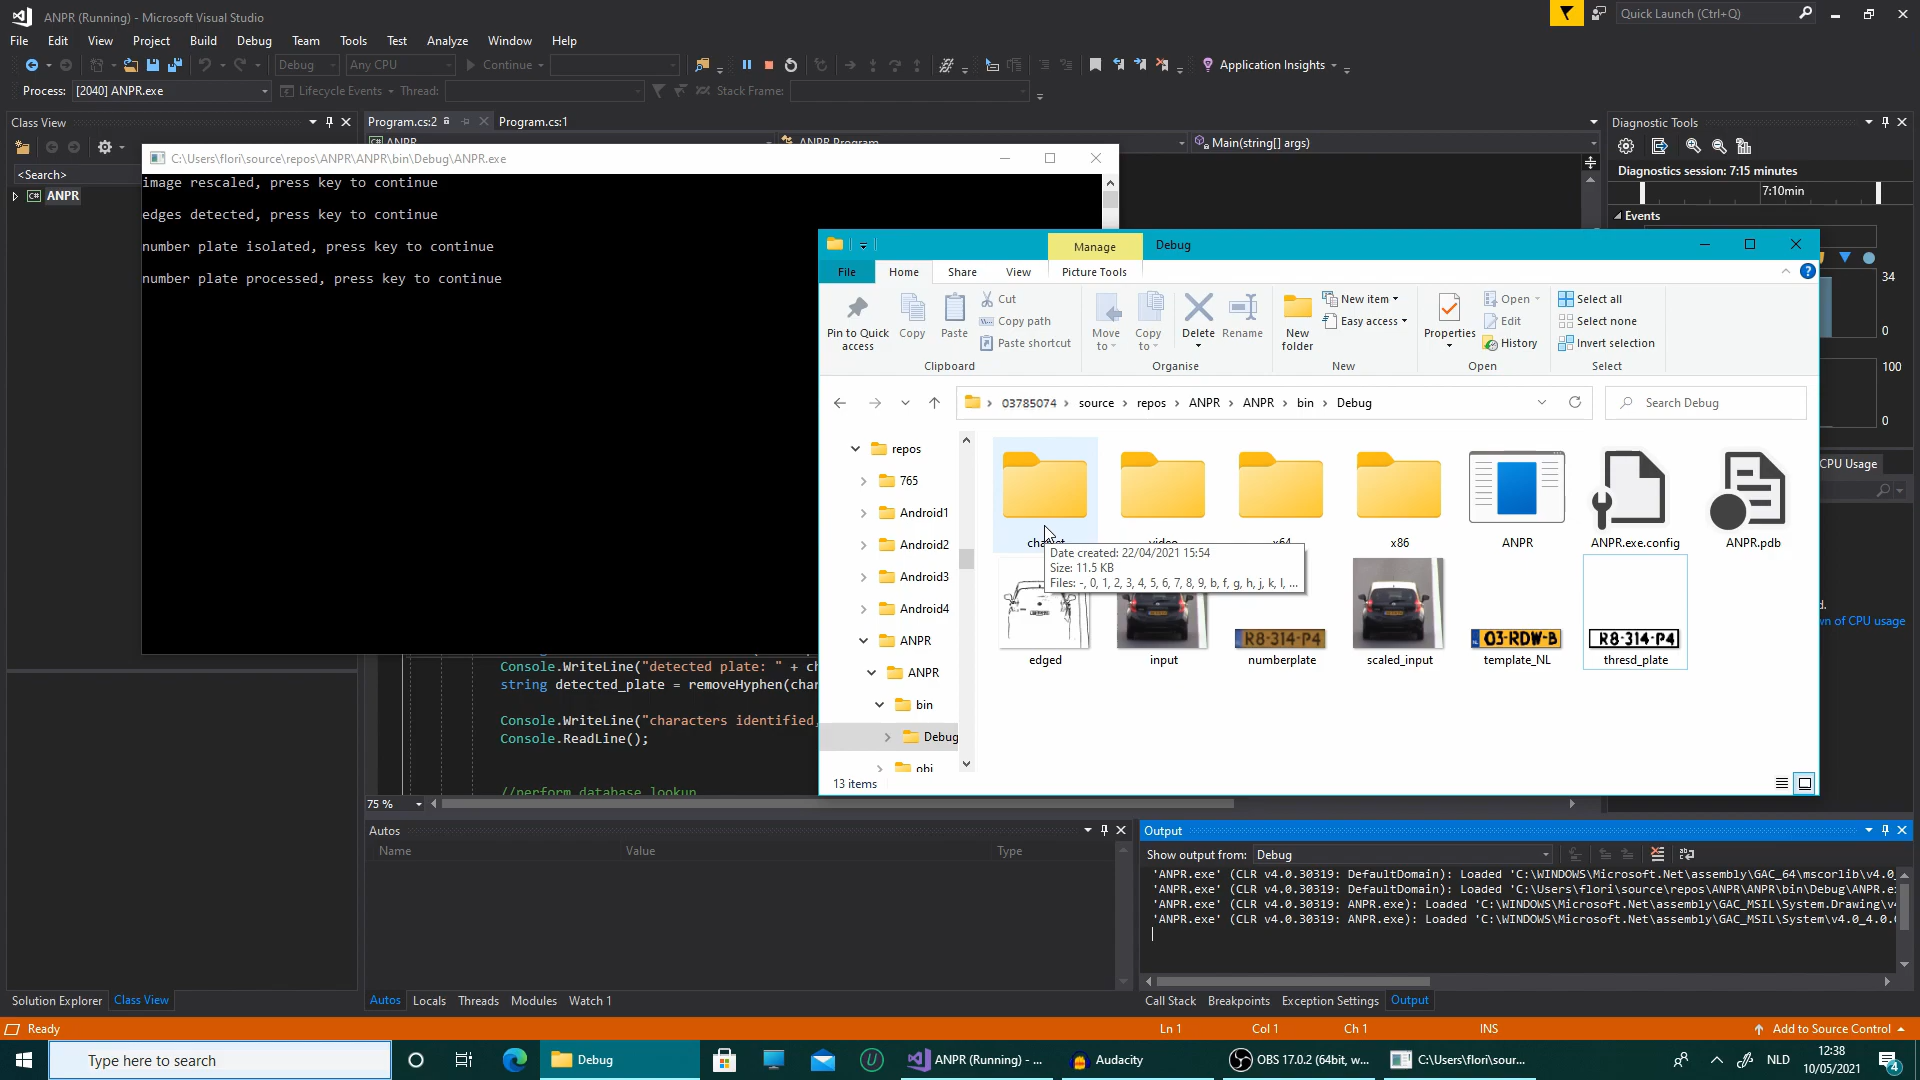 ANPR (Running) - Microsoft Visual Studio
Quick Launch (Ctrl+Q)
File Edit View Project Build Debug Team Tools Test Analyze Window Help
Debug Any CPU Continue Application Insights
Process: [2040] ANPR.exe Lifecycle Events Thread: Stack Frame:
Class View
Program.cs:2 Program.cs:1
Diagnostic Tools
ANPR ANPR.Program Main(string[] args)
<Search>
ANPR
Diagnostics session: 7:15 minutes
7:10min
Events
34
0
100
0
CPU Usage
C:\Users\flori\source\repos\ANPR\ANPR\bin\Debug\ANPR.exe
image rescaled, press key to continue
edges detected, press key to continue
number plate isolated, press key to continue
number plate processed, press key to continue
Manage Debug
File Home Share View Picture Tools
Pin to Quick access
Copy
Paste
Cut
Copy path
Paste shortcut
Clipboard
Move to
Copy to
Delete
Rename
Organise
New folder
New item
Easy access
New
Properties
Open
Edit
History
Open
Select all
Select none
Invert selection
Select
03785074 source repos ANPR ANPR bin Debug
Search Debug
repos
765
Android1
Android2
Android3
Android4
ANPR
ANPR
bin
Debug
obj
x86 ANPR ANPR.exe.config ANPR.pdb
Date created: 22/04/2021 15:54
Size: 11.5 KB
Files: -, 0, 1, 2, 3, 4, 5, 6, 7, 8, 9, b, f, g, h, j, k, l, ...
R8-314-P4
NL 03-RDW-B
R8-314-P4
edged input numberplate scaled_input template_NL thresd_plate
13 items
d.
wn of CPU usage
Console.WriteLine("detected plate: " + ch
string detected_plate = removeHyphen(char
Console.WriteLine("characters identified,
Console.ReadLine();
//perform database lookup
75 %
Autos
Name Value Type
Output
Show output from: Debug
'ANPR.exe' (CLR v4.0.30319: DefaultDomain): Loaded 'C:\WINDOWS\Microsoft.Net\assembly\GAC_64\mscorlib\v4.0_
'ANPR.exe' (CLR v4.0.30319: DefaultDomain): Loaded 'C:\Users\flori\source\repos\ANPR\ANPR\bin\Debug\ANPR.ex
'ANPR.exe' (CLR v4.0.30319: ANPR.exe): Loaded 'C:\WINDOWS\Microsoft.Net\assembly\GAC_MSIL\System.Drawing\v4
'ANPR.exe' (CLR v4.0.30319: ANPR.exe): Loaded 'C:\WINDOWS\Microsoft.Net\assembly\GAC_MSIL\System\v4.0_4.0.0
Solution Explorer Class View
Autos Locals Threads Modules Watch 1
Call Stack Breakpoints Exception Settings Output
Ready
Ln 1 Col 1 Ch 1 INS Add to Source Control
Type here to search
Debug
ANPR (Running) - ...
Audacity
OBS 17.0.2 (64bit, w...
C:\Users\flori\sour...
NLD
12:38
10/05/2021
4